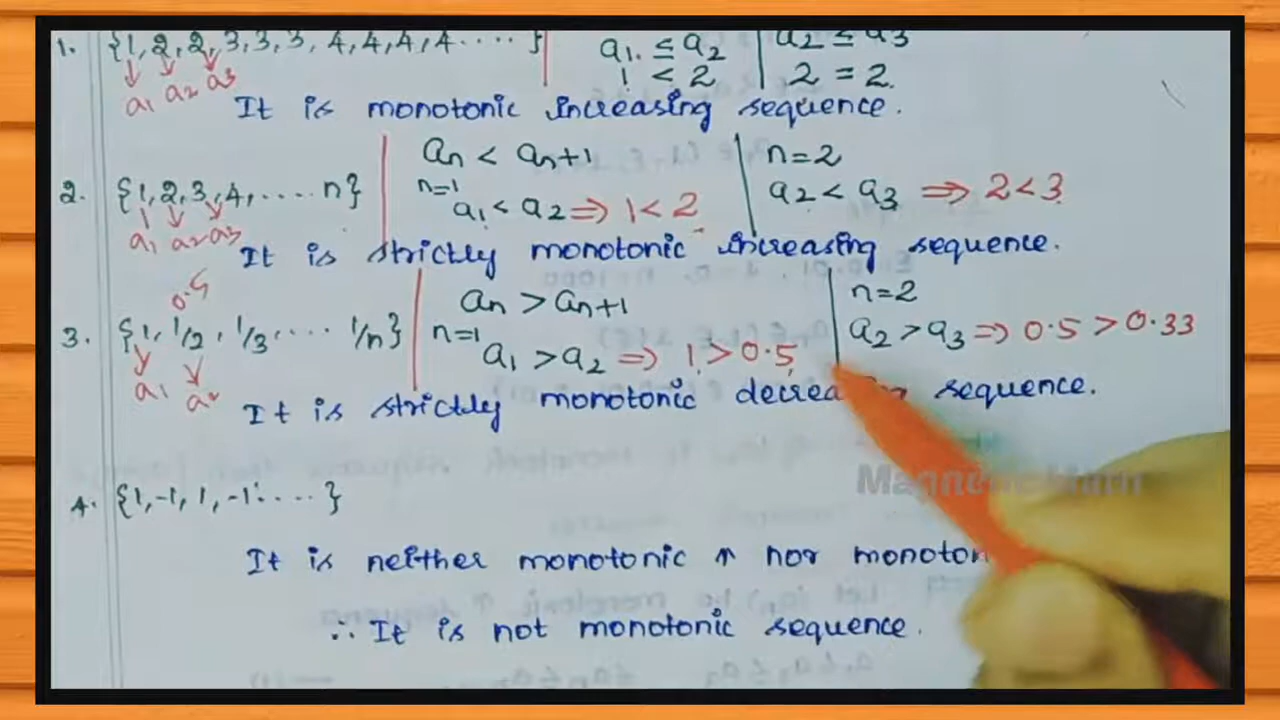 1. {1, 2, 2, 3, 3, 3, 4, 4, 4, 4 .... } a1. ≤ a2 a2 ≤ a3
a1 a2 a3 1 < 2 2 = 2.
It is monotonic increasing sequence.
an < an+1 n=2
2. {1, 2, 3, 4, .... n} n=1 a1 < a2 ⇒ 1 < 2 a2 < a3 ⇒ 2 < 3
a1 a2 a3
It is strictly monotonic increasing sequence.
0.5
an > an+1 n=2
3. {1, 1/2, 1/3, ... 1/n} n=1 a1 > a2 ⇒ 1 > 0.5 a2 > a3 ⇒ 0.5 > 0.33
a1 a2
It is strictly monotonic sequence.
4. {1, -1, 1, -1 .... }
It is neither monotonic ↑ nor
∴ It is not monotonic sequence.